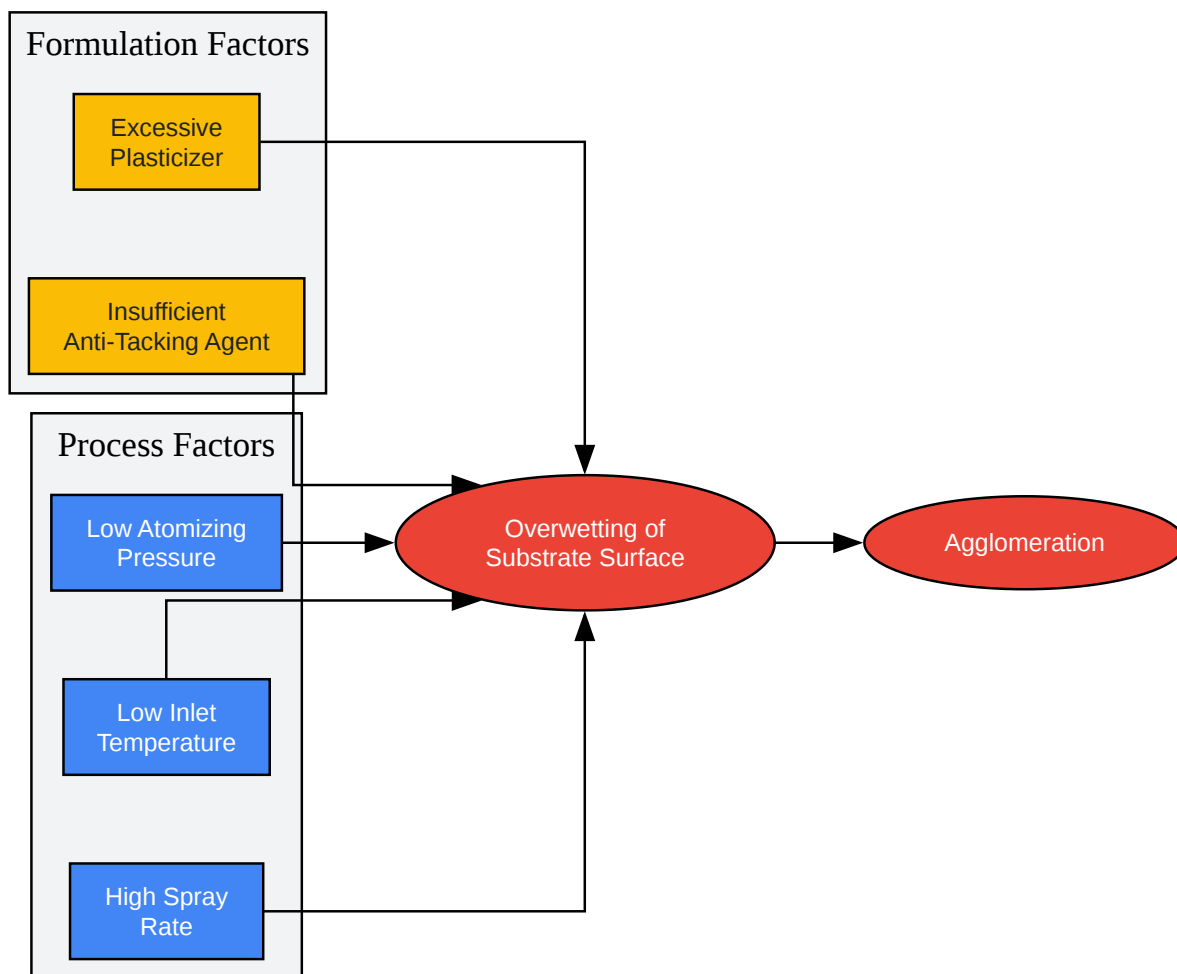 Formulation Factors
Excessive
Plasticizer
Insufficient
Anti-Tacking Agent
Process Factors
Low Atomizing
Pressure
Overwetting of
Substrate Surface
Agglomeration
Low Inlet
Temperature
High Spray
Rate